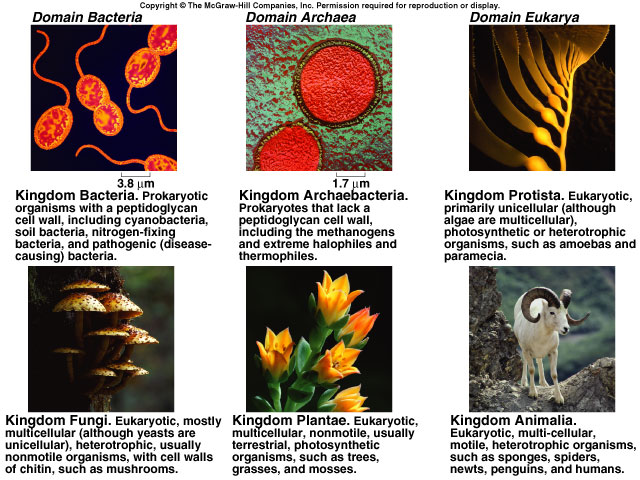 Copyright © The McGraw-Hill Companies, Inc. Permission required for reproduction or display.
Domain Bacteria
Domain Archaea
Domain Eukarya
3.8 µm
1.7 µm
Kingdom Bacteria. Prokaryotic
organisms with a peptidoglycan
cell wall, including cyanobacteria,
soil bacteria, nitrogen-fixing
bacteria, and pathogenic (disease-
causing) bacteria.
Kingdom Archaebacteria.
Prokaryotes that lack a
peptidoglycan cell wall,
including the methanogens
and extreme halophiles and
thermophiles.
Kingdom Protista. Eukaryotic,
primarily unicellular (although
algae are multicellular),
photosynthetic or heterotrophic
organisms, such as amoebas and
paramecia.
Kingdom Fungi. Eukaryotic, mostly
multicellular (although yeasts are
unicellular), heterotrophic, usually
nonmotile organisms, with cell walls
of chitin, such as mushrooms.
Kingdom Plantae. Eukaryotic,
multicellular, nonmotile, usually
terrestrial, photosynthetic
organisms, such as trees,
grasses, and mosses.
Kingdom Animalia.
Eukaryotic, multi-cellular,
motile, heterotrophic organisms,
such as sponges, spiders,
newts, penguins, and humans.